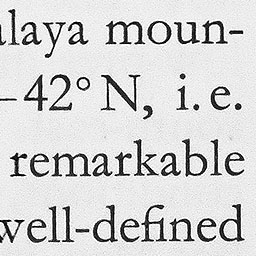 alaya moun-
–42° N, i. e.
remarkable
well-defined